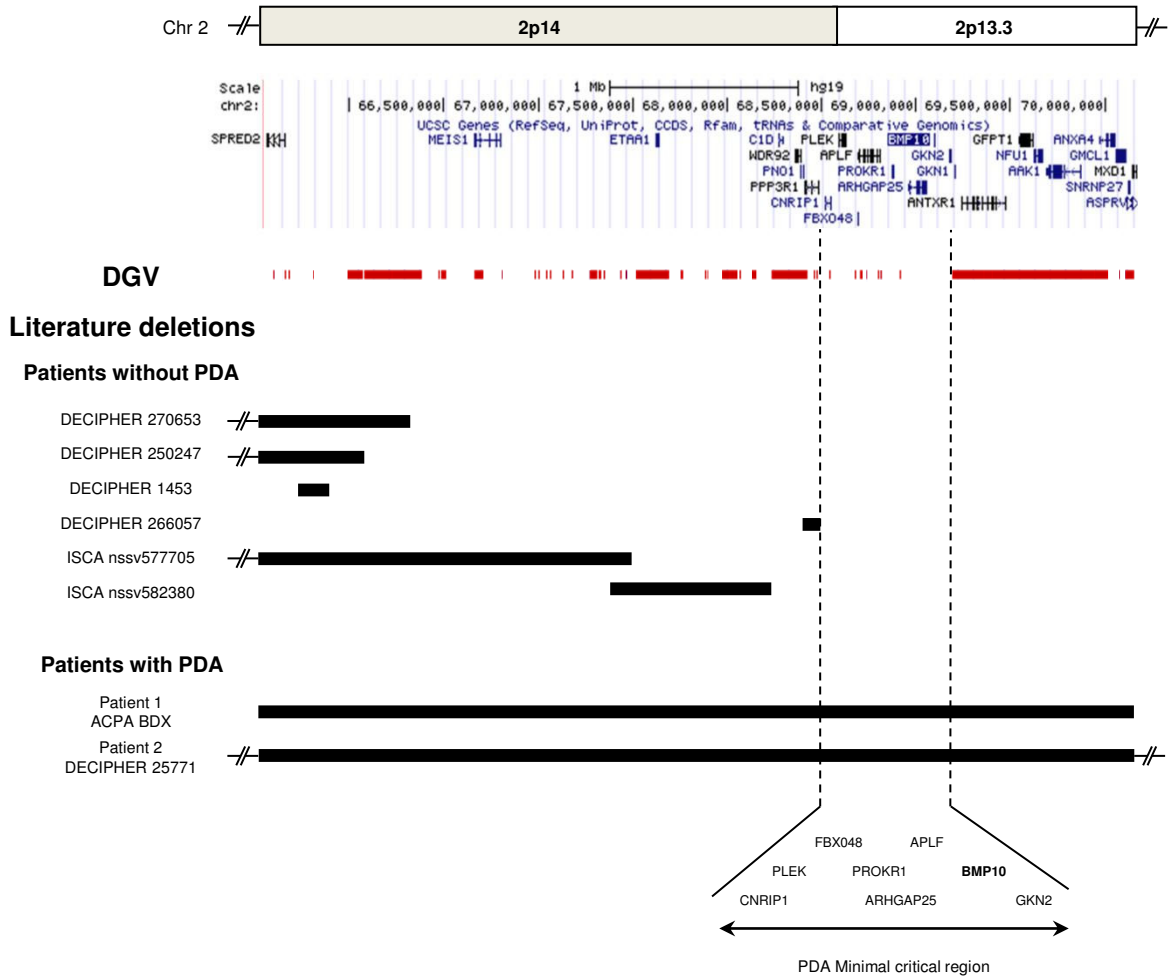 Chr 2
2p14
2p13.3
Scale
1 Mb
hg19
chr2:
66,500,000|
67,000,000|
67,500,000|
68,000,000|
68,500,000|
69,000,000|
69,500,000|
70,000,000|
UCSC Genes (RefSeq, UniProt, CCDS, Rfam, tRNAs & Comparative Genomics)
SPRED2
MEIS1
ETAA1
C1D
PLEK
BMP10
GFPT1
ANXA4
WDR92
APLF
GKN2
NFU1
GMCL1
PNO1
PROKR1
GKN1
AAK1
MXD1
PPP3R1
ARHGAP25
SNRNP27
CNRIP1
ANTXR1
ASPRV1
FBXO48
DGV
Literature deletions
Patients without PDA
DECIPHER 270653
DECIPHER 250247
DECIPHER 1453
DECIPHER 266057
ISCA nssv577705
ISCA nssv582380
Patients with PDA
Patient 1
ACPA BDX
Patient 2
DECIPHER 25771
FBX048
APLF
PLEK
PROKR1
BMP10
CNRIP1
ARHGAP25
GKN2
PDA Minimal critical region